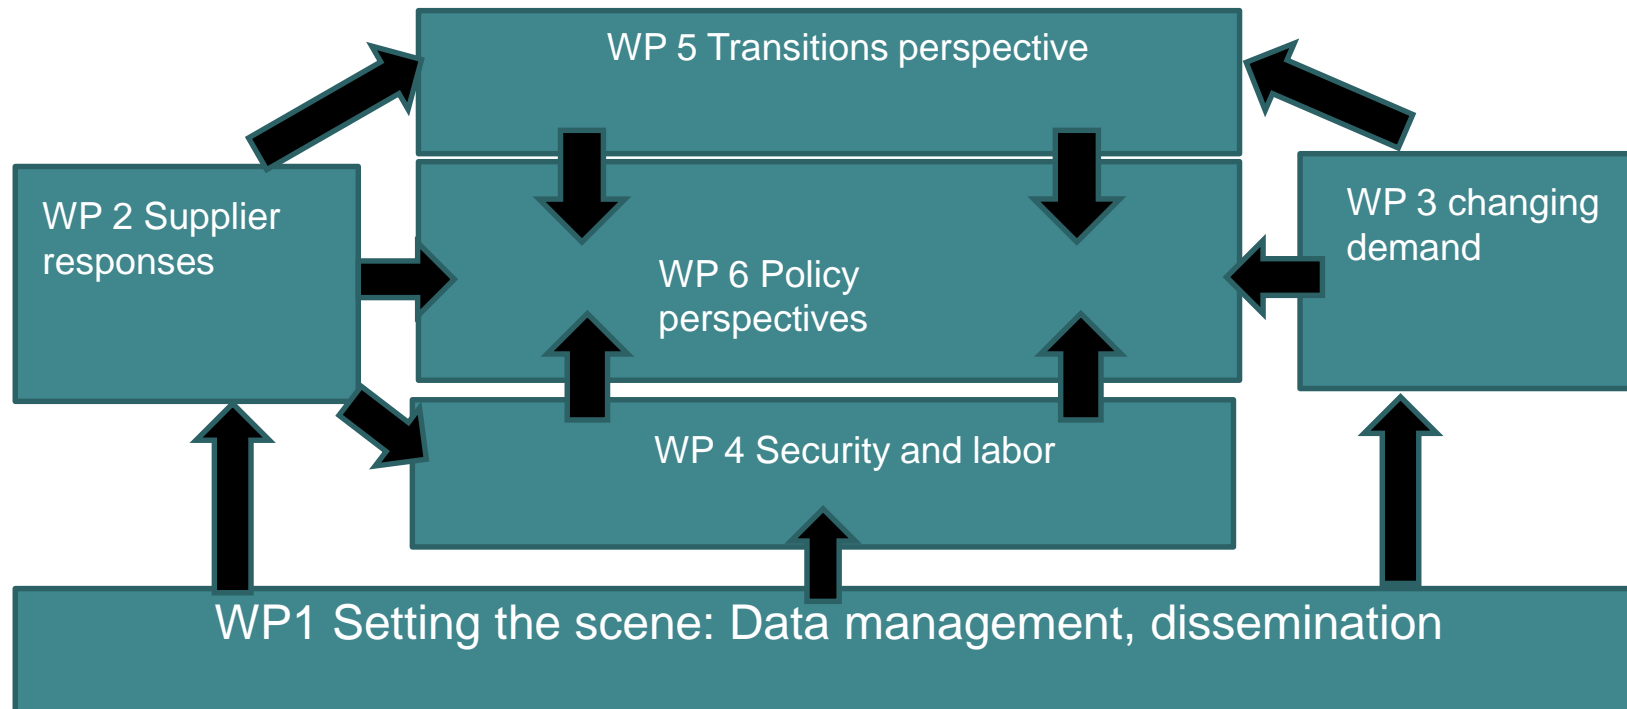 WP 5 Transitions perspective
WP 2 Supplier
responses
WP 6 Policy
perspectives
WP 3 changing
demand
WP 4 Security and labor
WP1 Setting the scene: Data management, dissemination